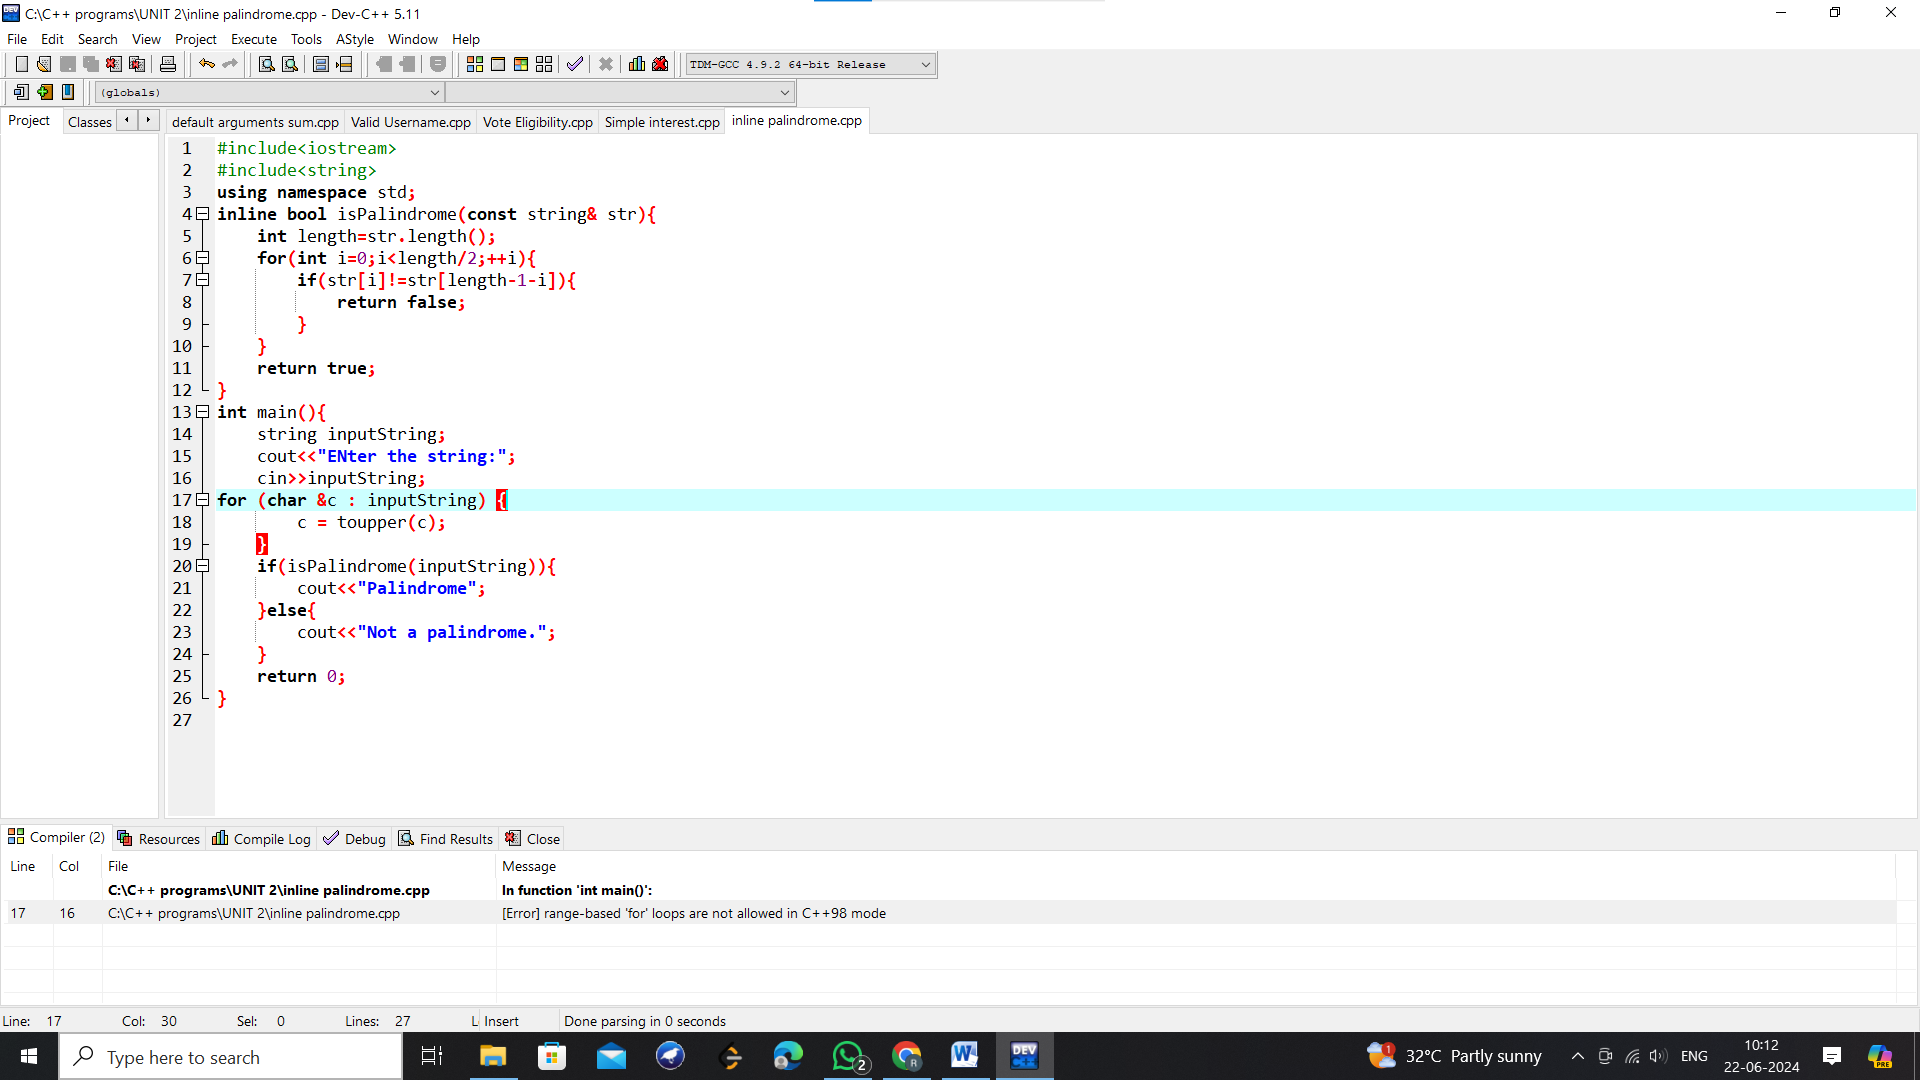 C:\C++ programs\UNIT 2\inline palindrome.cpp - Dev-C++ 5.11
File Edit Search View Project Execute Tools AStyle Window Help
TDM-GCC 4.9.2 64-bit Release
(globals)
Project Classes default arguments sum.cpp Valid Username.cpp Vote Eligibility.cpp Simple interest.cpp inline palindrome.cpp
1 #include<iostream>
2 #include<string>
3 using namespace std;
4 inline bool isPalindrome(const string& str){
5 int length=str.length();
6 for(int i=0;i<length/2;++i){
7 if(str[i]!=str[length-1-i]){
8 return false;
9 }
10 }
11 return true;
12 }
13 int main(){
14 string inputString;
15 cout<<"ENter the string:";
16 cin>>inputString;
17 for (char &c : inputString) {
18 c = toupper(c);
19 }
20 if(isPalindrome(inputString)){
21 cout<<"Palindrome";
22 }else{
23 cout<<"Not a palindrome.";
24 }
25 return 0;
26 }
27
Compiler (2) Resources Compile Log Debug Find Results Close
Line Col File Message
C:\C++ programs\UNIT 2\inline palindrome.cpp In function 'int main()':
17 16 C:\C++ programs\UNIT 2\inline palindrome.cpp [Error] range-based 'for' loops are not allowed in C++98 mode
Line: 17 Col: 30 Sel: 0 Lines: 27 L Insert Done parsing in 0 seconds
Type here to search 2 R DEV 1 32°C Partly sunny ENG 10:12
22-06-2024 PRE